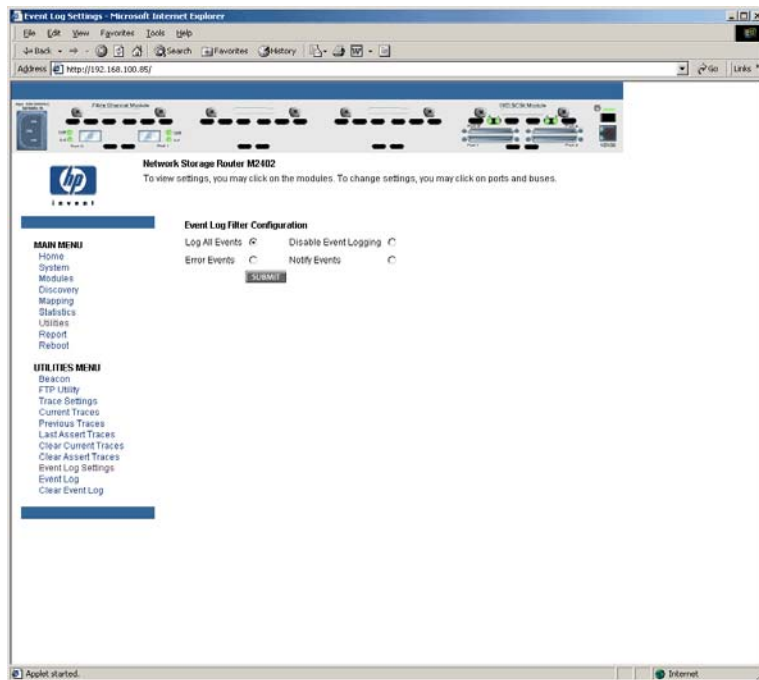 Event Log Settings - Microsoft Internet Explorer
File Edit View Favorites Tools Help
Back Search Favorites History
Address http://192.168.100.85/ Go Links
Fibre Channel Module
Network Storage Router M2402
To view settings, you may click on the modules. To change settings, you may click on ports and buses.
hp
invent
Event Log Filter Configuration
Log All Events Disable Event Logging
Error Events Notify Events
SUBMIT
MAIN MENU
Home
System
Modules
Discovery
Mapping
Statistics
Utilities
Report
Reboot
UTILITIES MENU
Beacon
FTP Utility
Trace Settings
Current Traces
Previous Traces
Last Assert Traces
Clear Current Traces
Clear Assert Traces
Event Log Settings
Event Log
Clear Event Log
Applet started. Internet